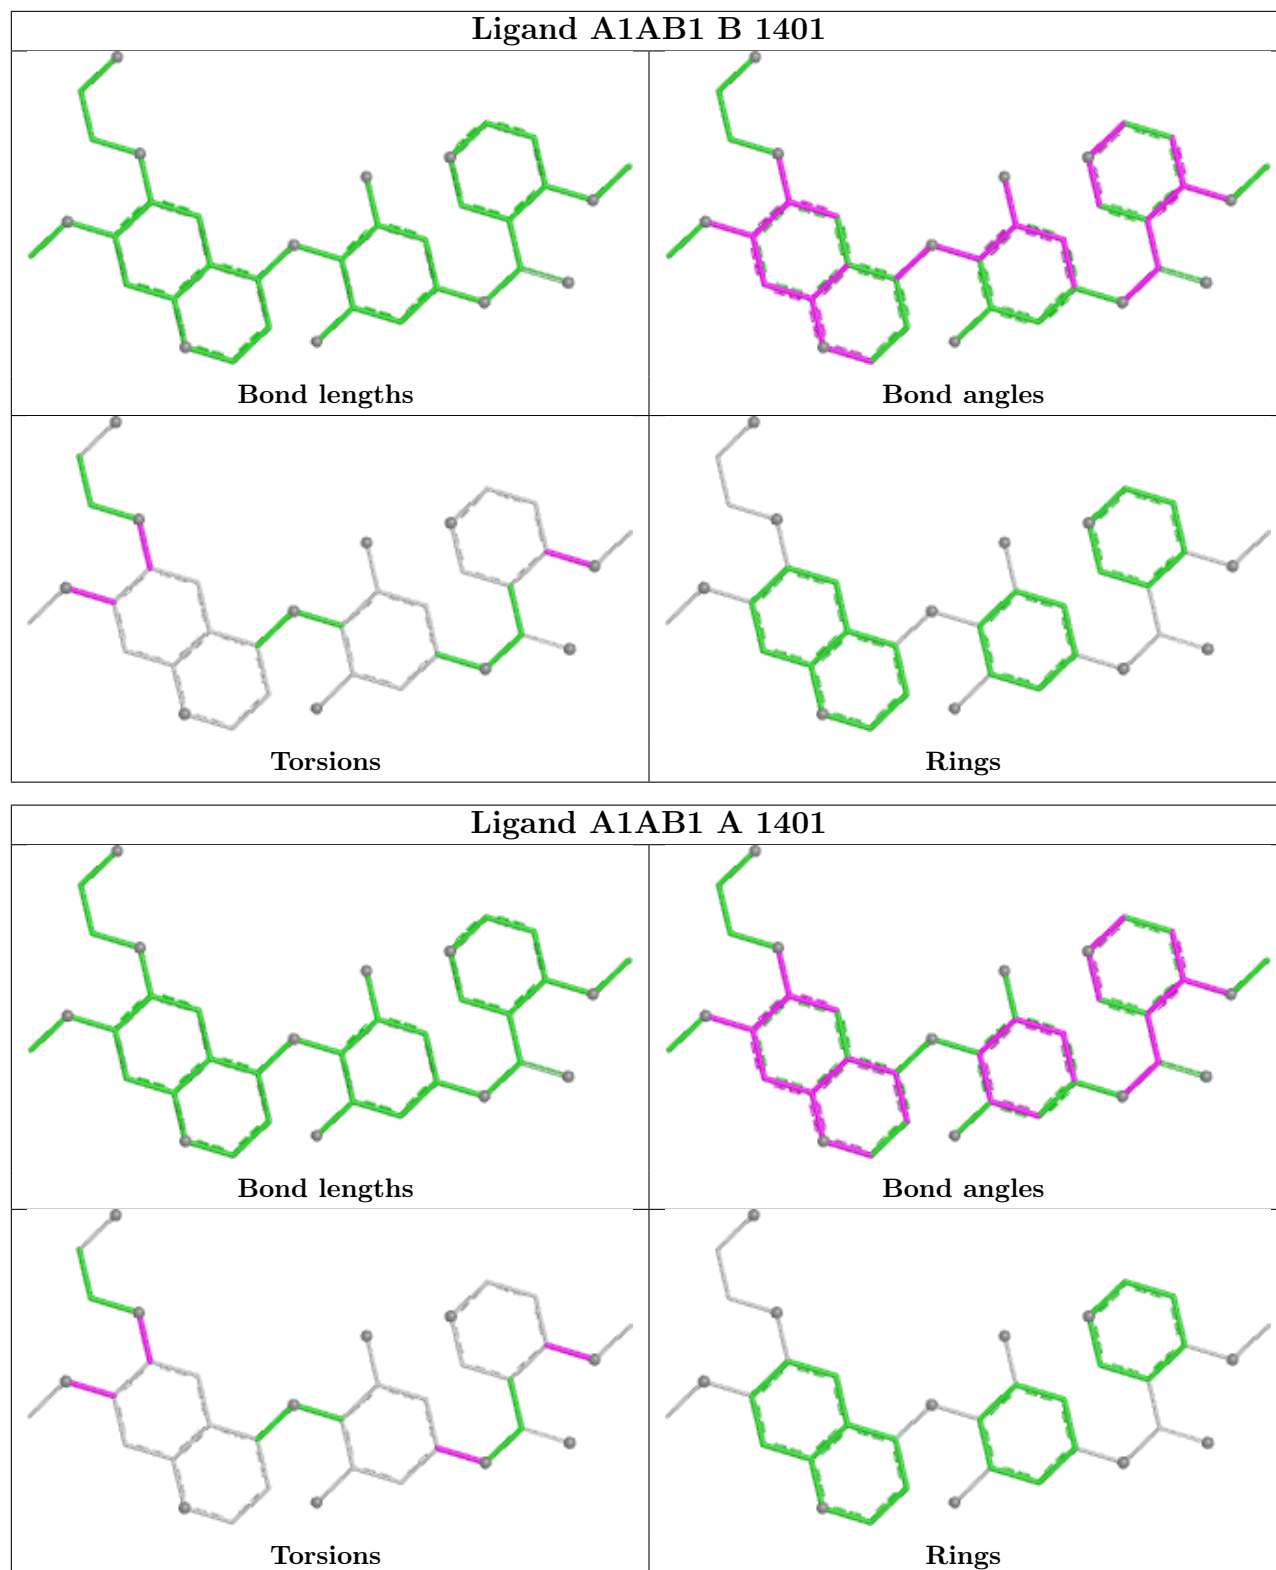 Ligand A1AB1 B 1401
Bond lengths
Bond angles
Torsions
Rings
Ligand A1AB1 A 1401
Bond lengths
Bond angles
Torsions
Rings